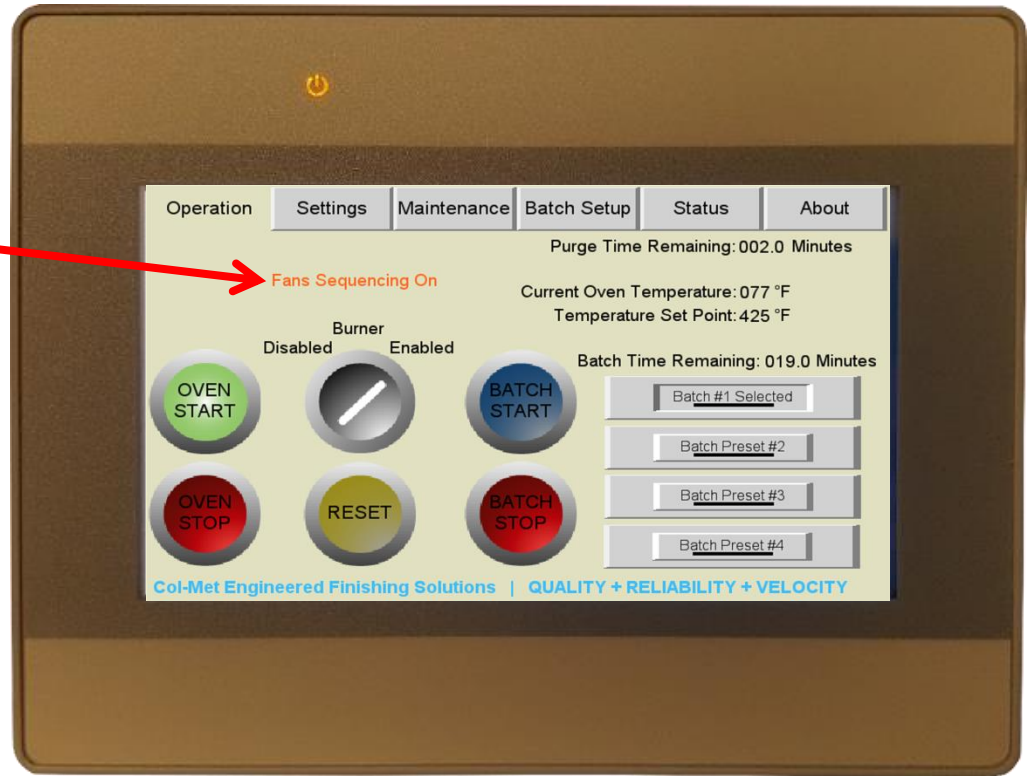 Operation Settings Maintenance Batch Setup Status About
Purge Time Remaining: 002.0 Minutes
Fans Sequencing On
Current Oven Temperature: 077 °F
Temperature Set Point: 425 °F
Burner
Disabled Enabled
Batch Time Remaining: 019.0 Minutes
OVEN
START
BATCH
START
Batch #1 Selected
Batch Preset #2
OVEN
STOP
RESET
BATCH
STOP
Batch Preset #3
Batch Preset #4
Col-Met Engineered Finishing Solutions | QUALITY + RELIABILITY + VELOCITY